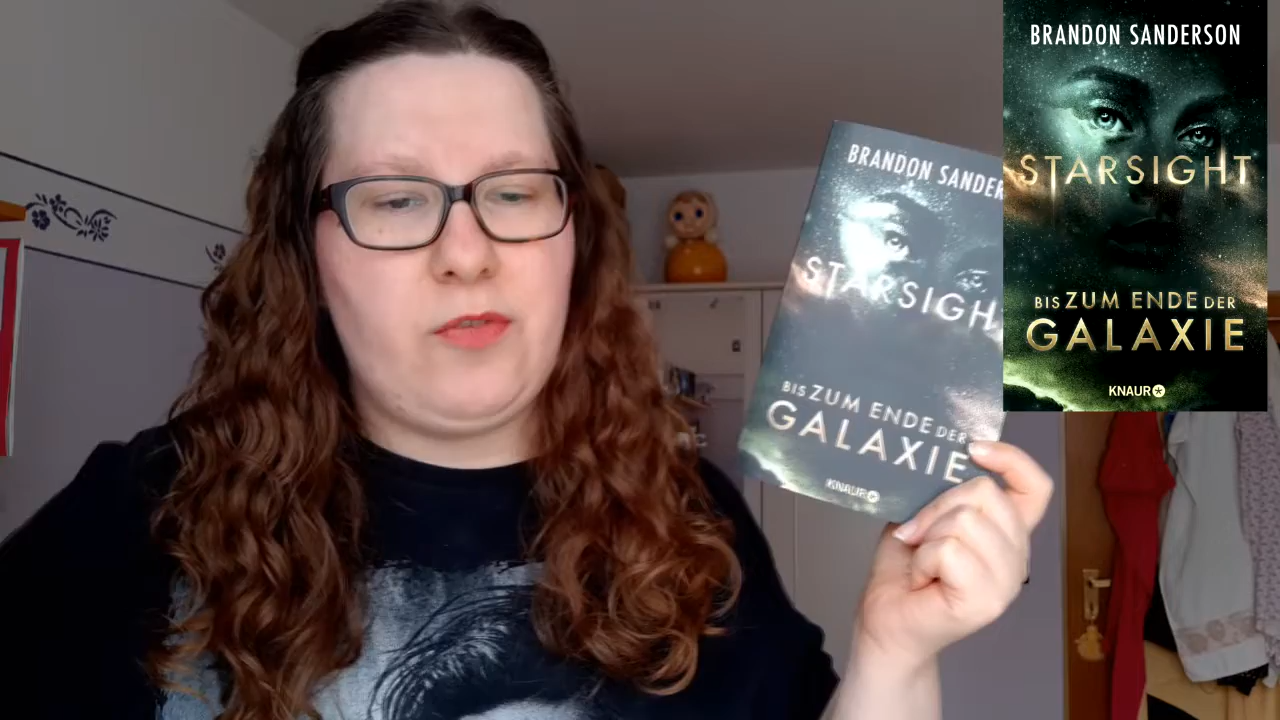 BRANDON SANDER
STARSIGH
BIS ZUM ENDE DER
GALAXIE
KNAUR
BRANDON SANDERSON
STARSIGHT
BIS ZUM ENDE DER
GALAXIE
KNAUR